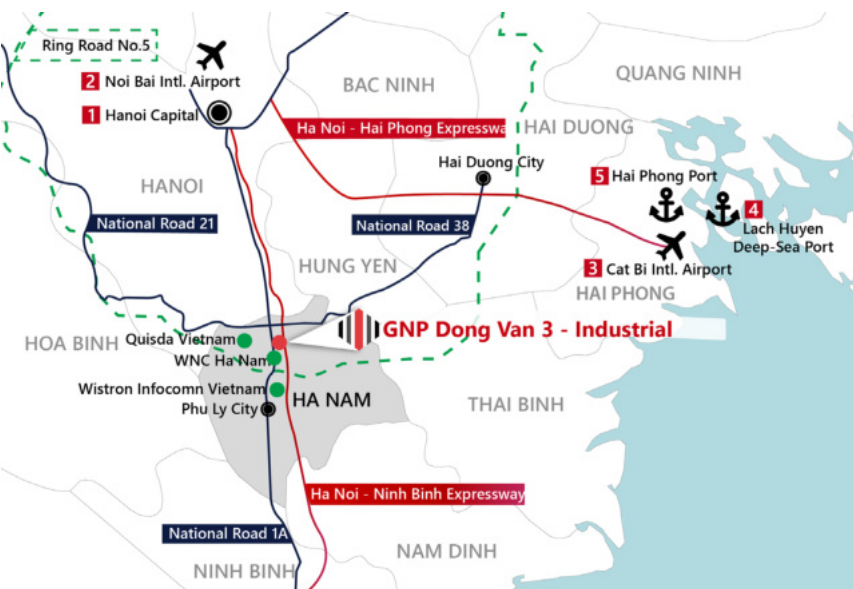 Ring Road No.5
2 Noi Bai Intl. Airport
1 Hanoi Capital
BAC NINH
QUANG NINH
Ha Noi - Hai Phong Expresswa
HAI DUONG
Hai Duong City
5 Hai Phong Port
HANOI
4
Lach Huyen
Deep-Sea Port
National Road 21
National Road 38
HUNG YEN
3 Cat Bi Intl. Airport
HAI PHONG
GNP Dong Van 3 - Industrial
HOA BINH
Quisda Vietnam
WNC Ha Nam
Wistron Infocomn Vietnam
HA NAM
Phu Ly City
THAI BINH
Ha Noi - Ninh Binh Expressway
National Road 1A
NAM DINH
NINH BINH